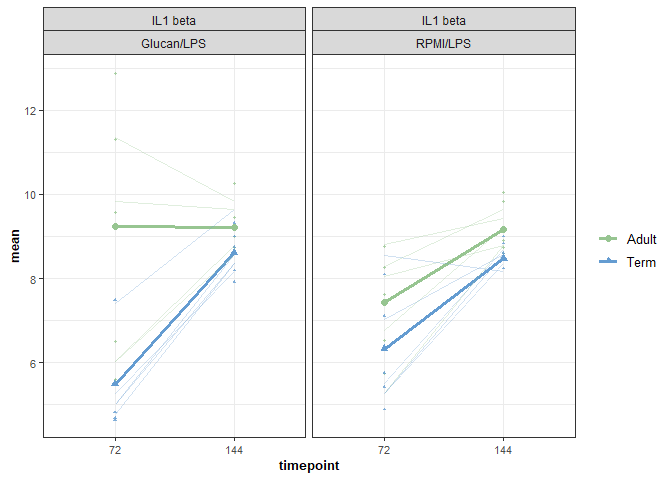 IL1 beta
IL1 beta
Glucan/LPS
RPMI/LPS
12
10
8
6
mean
72
144
72
144
timepoint
Adult
Term